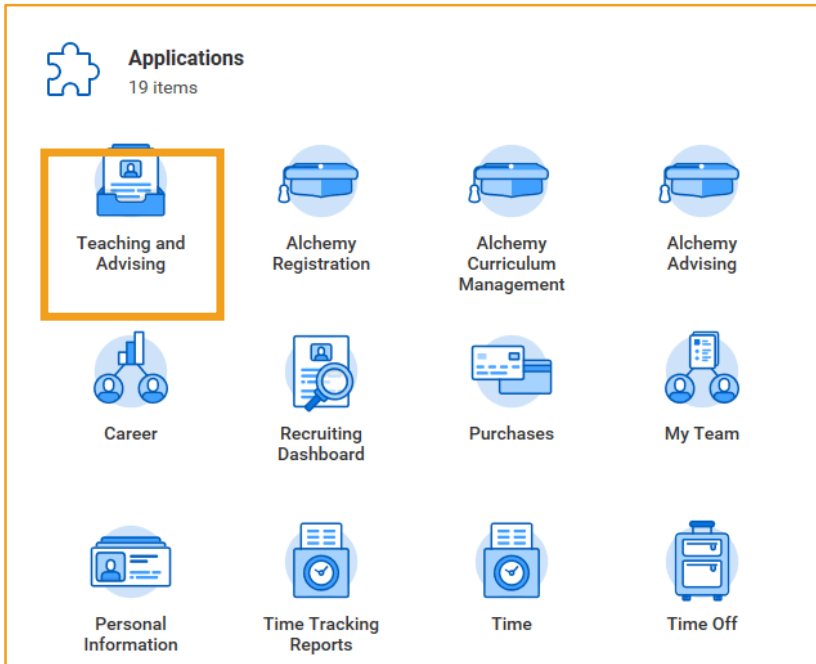 Applications
19 items
Teaching and
Advising
Alchemy
Registration
Alchemy
Curriculum
Management
Alchemy
Advising
Career
Recruiting
Dashboard
Purchases
My Team
Personal
Information
Time Tracking
Reports
Time
Time Off